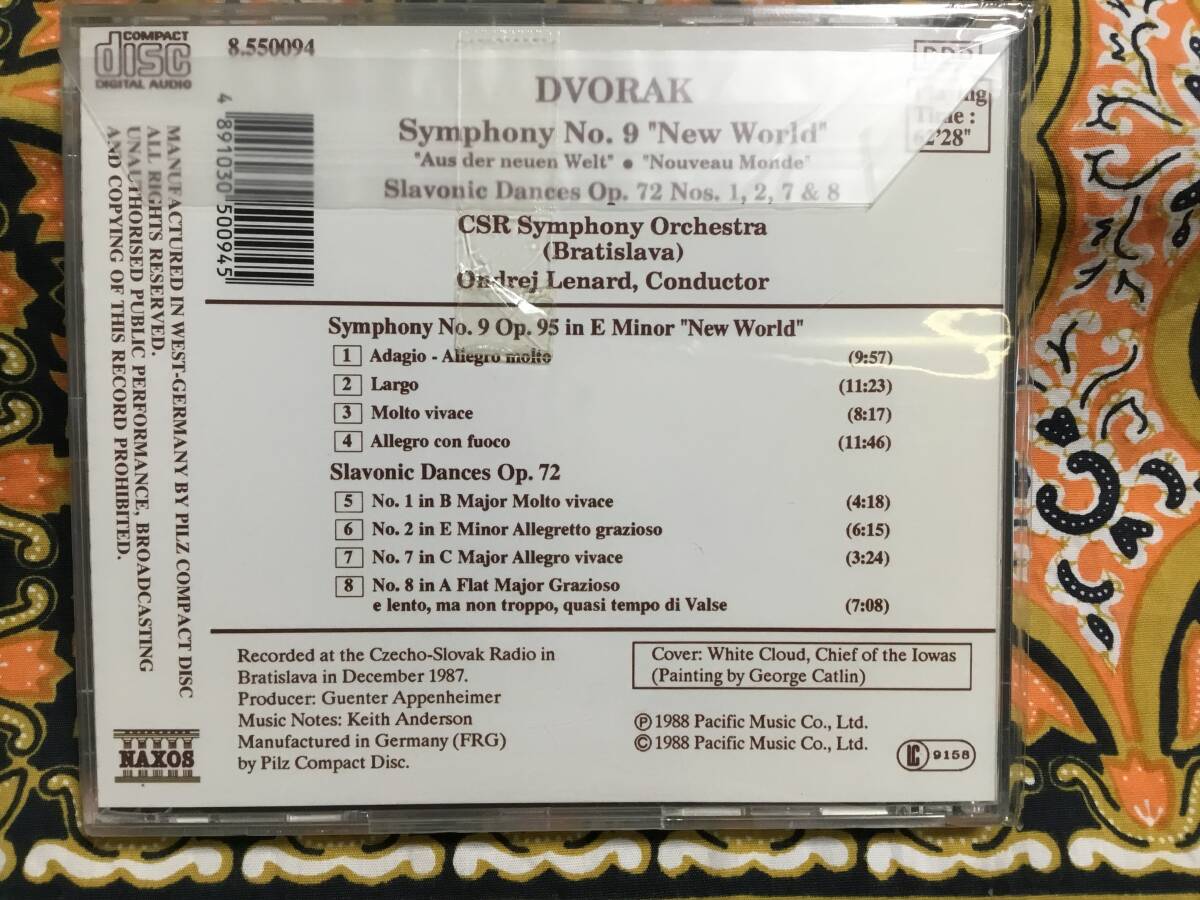 COMPACT
disc
DIGITAL AUDIO
8.550094
DDD
DVORAK
Time :
62'28"
Symphony No. 9 "New World"
"Aus der neuen Welt" • "Nouveau Monde"
Slavonic Dances Op. 72 Nos. 1, 2, 7 & 8
CSR Symphony Orchestra
(Bratislava)
Ondrej Lenard, Conductor
4 891030 500945
MANUFACTURED IN WEST-GERMANY BY PILZ COMPACT DISC
ALL RIGHTS RESERVED.
UNAUTHORISED PUBLIC PERFORMANCE, BROADCASTING
AND COPYING OF THIS RECORD PROHIBITED.
Symphony No. 9 Op. 95 in E Minor "New World"
1 Adagio - Allegro molto (9:57)
2 Largo (11:23)
3 Molto vivace (8:17)
4 Allegro con fuoco (11:46)
Slavonic Dances Op. 72
5 No. 1 in B Major Molto vivace (4:18)
6 No. 2 in E Minor Allegretto grazioso (6:15)
7 No. 7 in C Major Allegro vivace (3:24)
8 No. 8 in A Flat Major Grazioso
e lento, ma non troppo, quasi tempo di Valse (7:08)
Recorded at the Czecho-Slovak Radio in
Bratislava in December 1987.
Producer: Guenter Appenheimer
Music Notes: Keith Anderson
Manufactured in Germany (FRG)
by Pilz Compact Disc.
Cover: White Cloud, Chief of the Iowas
(Painting by George Catlin)
℗ 1988 Pacific Music Co., Ltd.
© 1988 Pacific Music Co., Ltd.
LC 9158
NAXOS